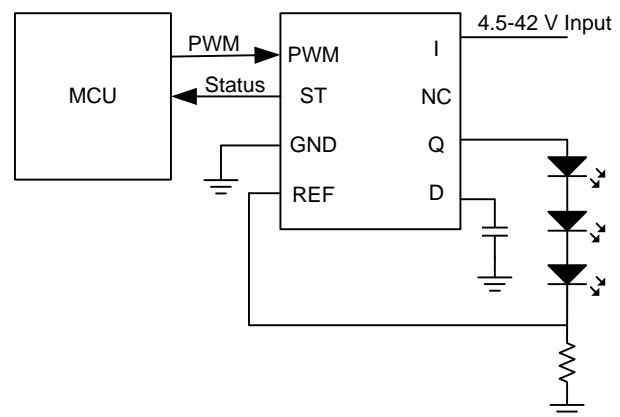 4.5-42 V Input
PWM
PWM
I
MCU
Status
ST
NC
GND
Q
REF
D